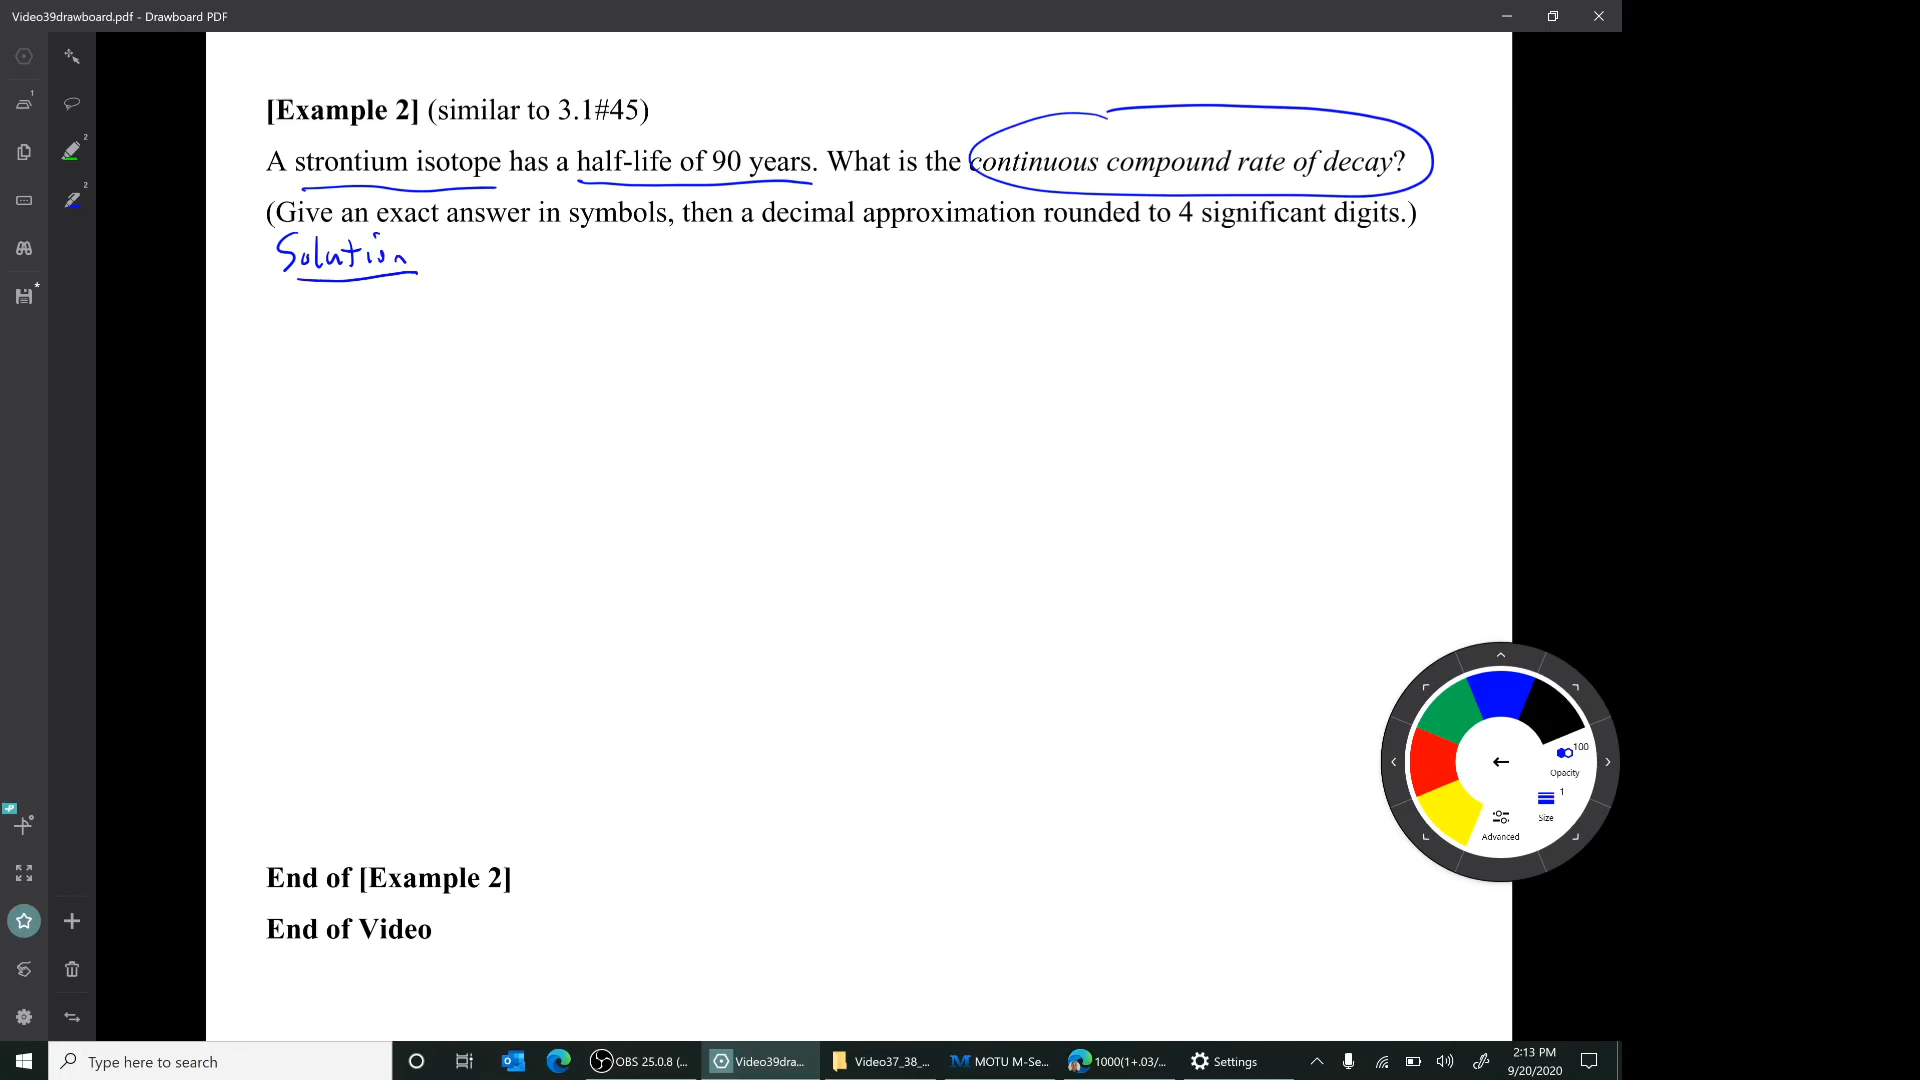 Video39drawboard.pdf - Drawboard PDF
[Example 2] (similar to 3.1#45)
A strontium isotope has a half-life of 90 years. What is the continuous compound rate of decay?
(Give an exact answer in symbols, then a decimal approximation rounded to 4 significant digits.)
Solution
1
2
2
*
100
Opacity
1
Size
Advanced
End of [Example 2]
End of Video
Type here to search
OBS 25.0.8 (...
Video39dra...
Video37_38_...
MOTU M-Se...
1000(1+.03/...
Settings
2:13 PM
9/20/2020